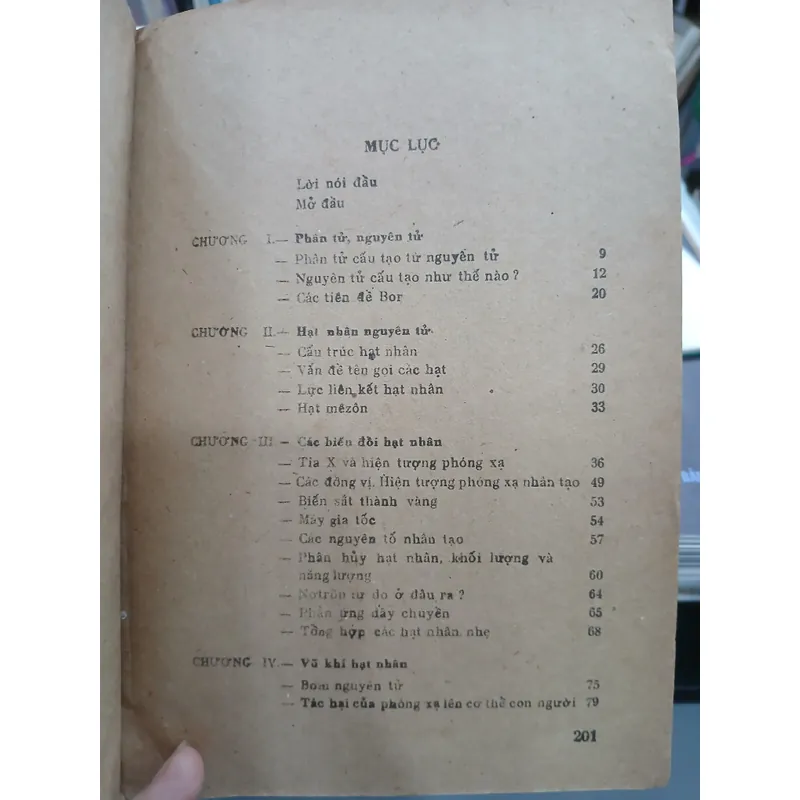 MỤC LỤC
Lời nói đầu
Mở đầu
CHƯƠNG I.— Phân tử, nguyên tử
— Phân tử cấu tạo từ nguyên tử 9
— Nguyên tử cấu tạo như thế nào? 12
— Các tiên đề Bor 20
CHƯƠNG II.— Hạt nhân nguyên tử
— Cấu trúc hạt nhân 26
— Vấn đề tên gọi các hạt 29
— Lực liên kết hạt nhân 30
— Hạt mêzôn 33
CHƯƠNG III — Các biến đổi hạt nhân
— Tia X và hiện tượng phóng xạ 36
— Các đồng vị. Hiện tượng phóng xạ nhân tạo 49
— Biến sắt thành vàng 53
— Máy gia tốc 54
— Các nguyên tố nhân tạo 57
— Phân hủy hạt nhân, khối lượng và
năng lượng 60
— Nơtrôn tự do ở đâu ra? 64
— Phản ứng dây chuyền 65
— Tổng hợp các hạt nhân nhẹ 68
CHƯƠNG IV.— Vũ khí hạt nhân
— Bom nguyên tử 75
— Tác hại của phóng xạ lên cơ thể con người 79
201